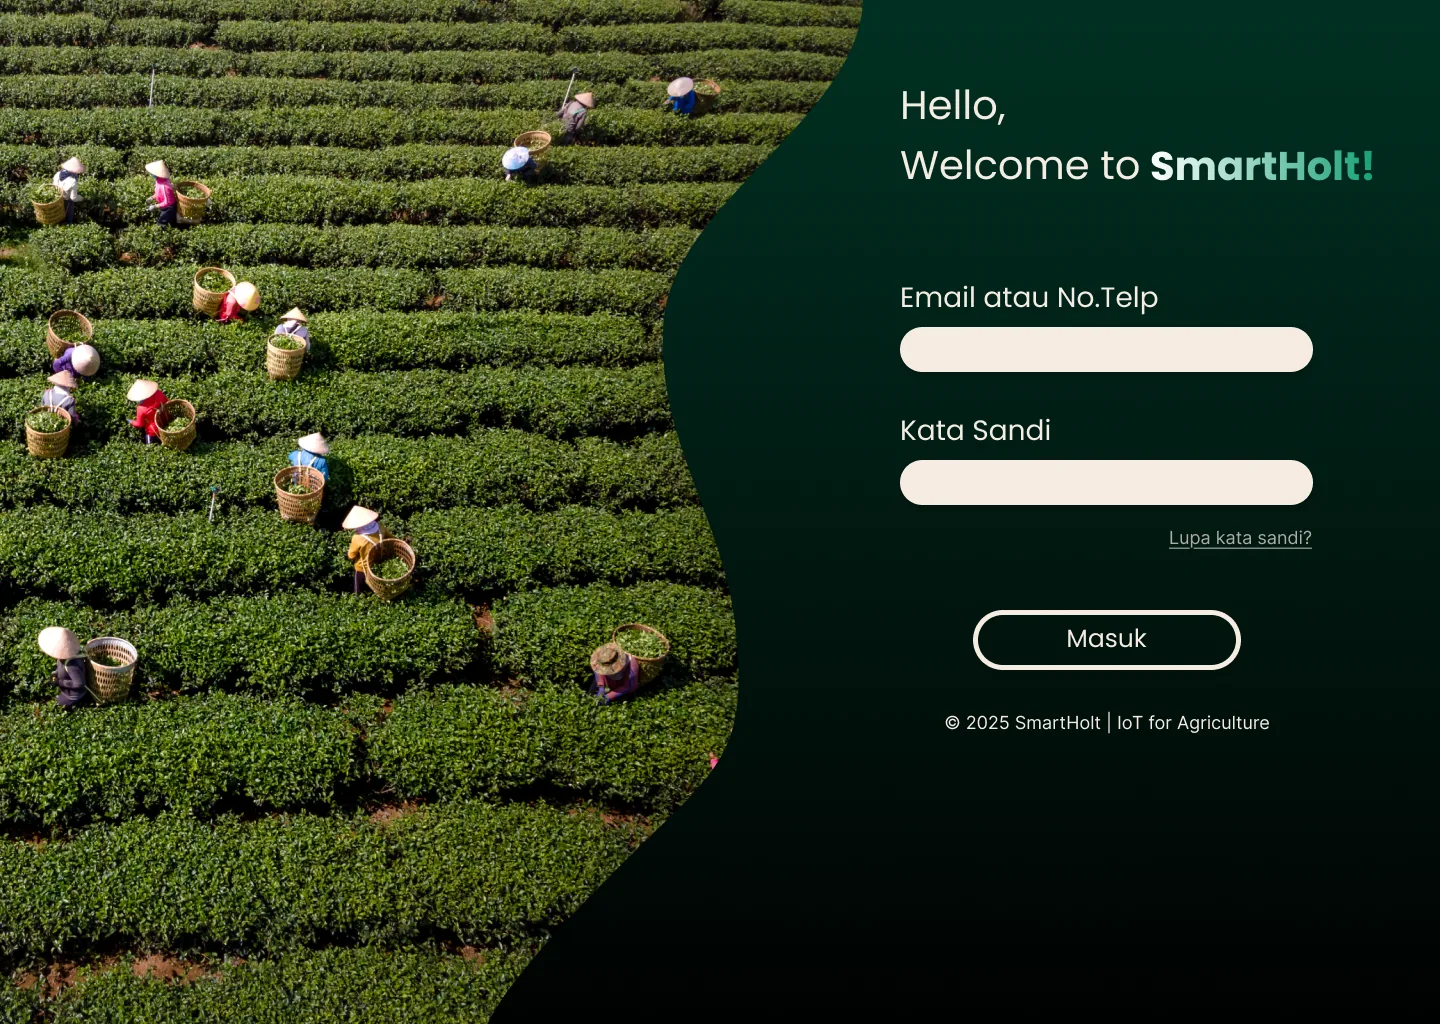 Hello,
Welcome to SmartHolt!
Email atau No.Telp
Kata Sandi
Lupa kata sandi?
Masuk
© 2025 SmartHolt | IoT for Agriculture